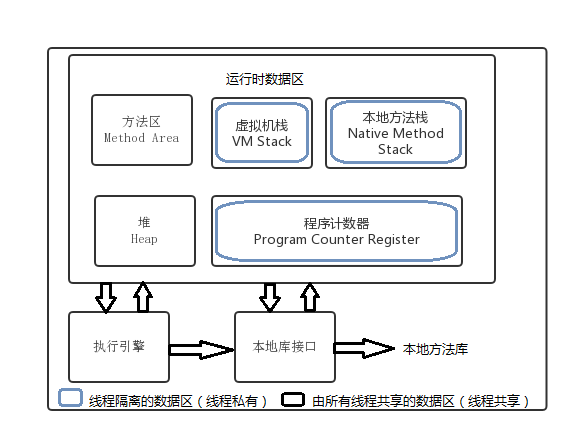 运行时数据区
方法区
Method Area
虚拟机栈
VM Stack
本地方法栈
Native Method
Stack
堆
Heap
程序计数器
Program Counter Register
执行引擎
本地库接口
本地方法库
线程隔离的数据区（线程私有）
由所有线程共享的数据区（线程共享）